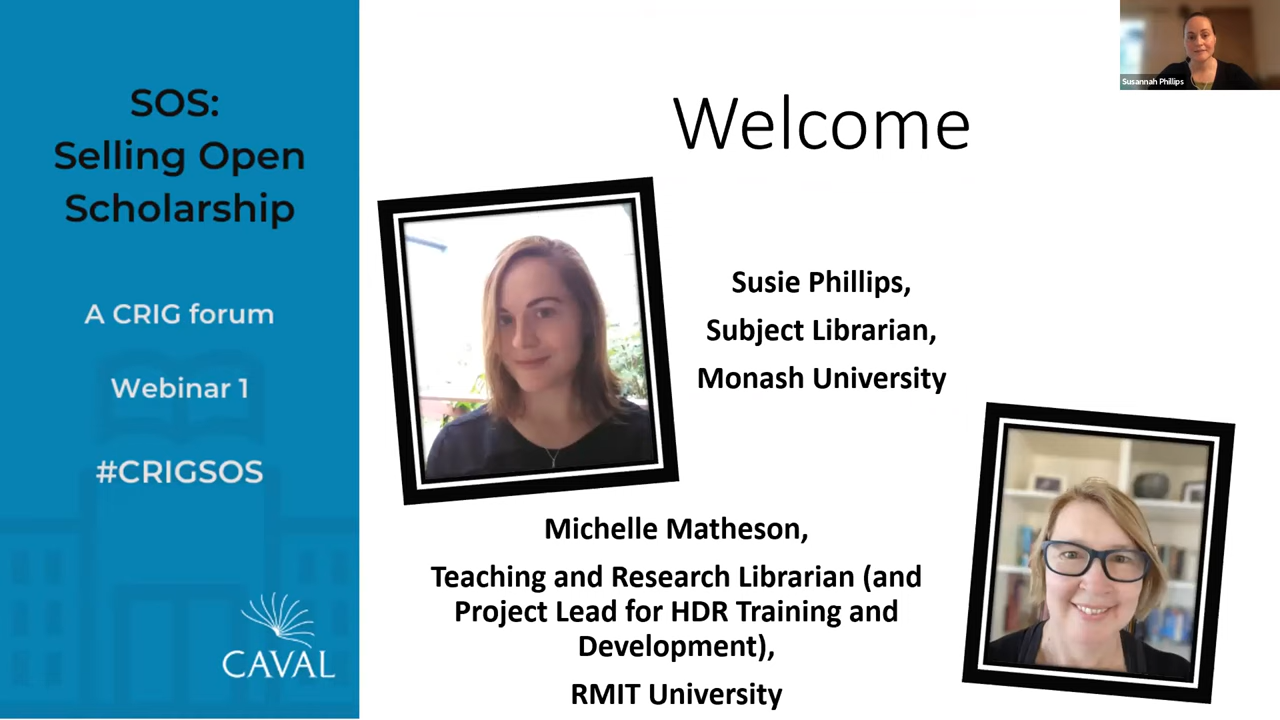 SOS:
Selling Open
Scholarship
A CRIG forum
Webinar 1
#CRIGSOS
CAVAL
Welcome
Susannah Phillips
Susie Phillips,
Subject Librarian,
Monash University
Michelle Matheson,
Teaching and Research Librarian (and
Project Lead for HDR Training and
Development),
RMIT University